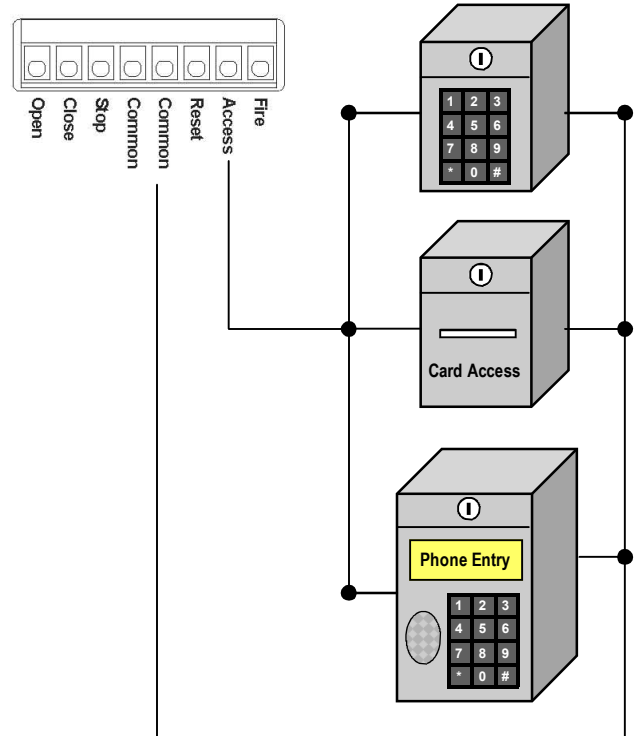 Open
Close
Stop
Common
Common
Reset
Access
Fire
1 2 3
4 5 6
7 8 9
* 0 #
Card Access
Phone Entry
1 2 3
4 5 6
7 8 9
* 0 #